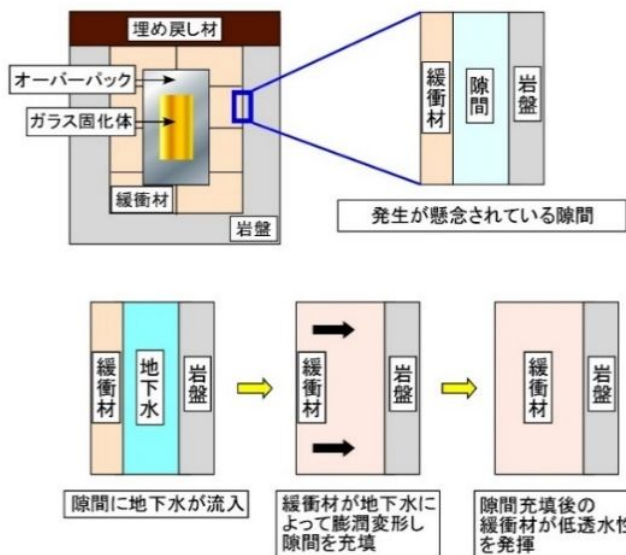 埋め戻し材
オーバーパック
ガラス固化体
緩衝材
岩盤
緩衝材
隙間
岩盤
発生が懸念されている隙間
緩衝材
地下水
岩盤
緩衝材
岩盤
緩衝材
岩盤
隙間に地下水が流入
緩衝材が地下水に
よって膨潤変形し
隙間を充填
隙間充填後の
緩衝材が低透水性
を発揮